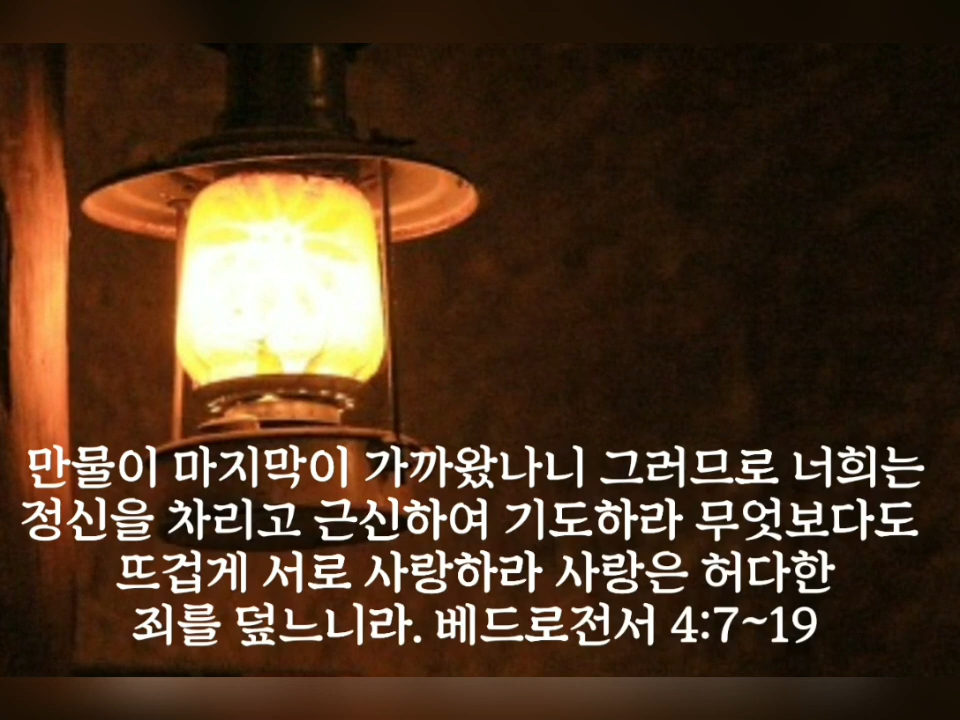 만물이 마지막이 가까왔나니 그러므로 너희는
정신을 차리고 근신하여 기도하라 무엇보다도
뜨겁게 서로 사랑하라 사랑은 허다한
죄를 덮느니라. 베드로전서 4:7~19